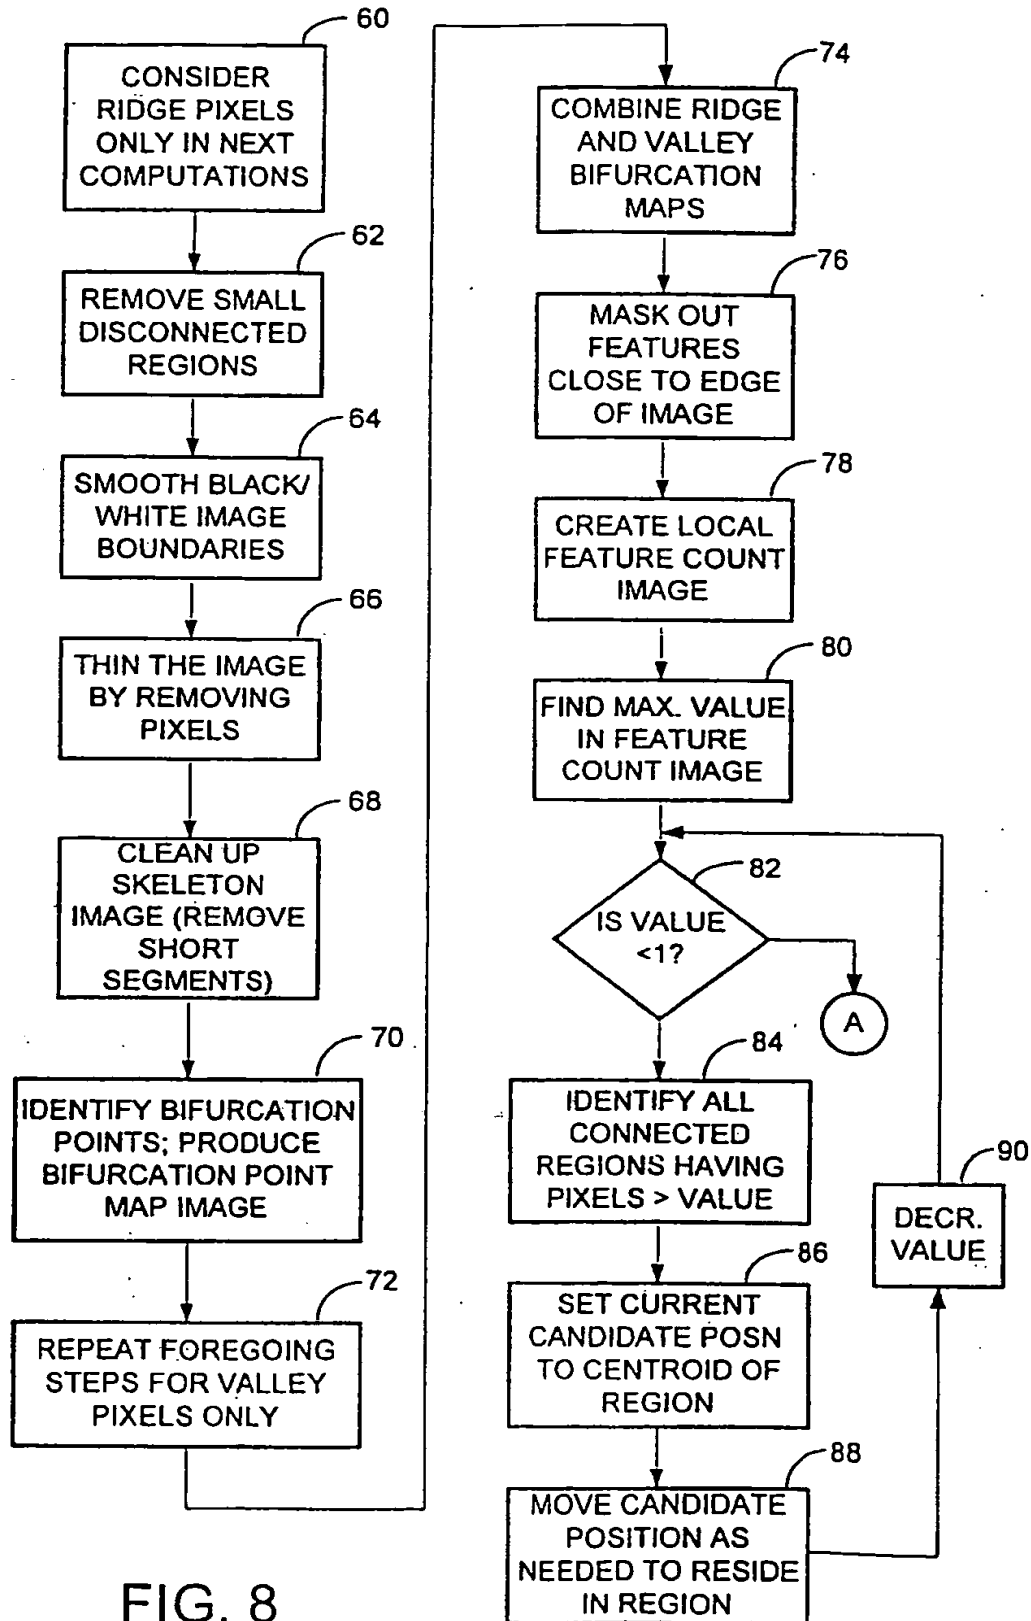 60
CONSIDER
RIDGE PIXELS
ONLY IN NEXT
COMPUTATIONS
62
REMOVE SMALL
DISCONNECTED
REGIONS
64
SMOOTH BLACK/
WHITE IMAGE
BOUNDARIES
66
THIN THE IMAGE
BY REMOVING
PIXELS
68
CLEAN UP
SKELETON
IMAGE (REMOVE
SHORT
SEGMENTS)
70
IDENTIFY BIFURCATION
POINTS; PRODUCE
BIFURCATION POINT
MAP IMAGE
72
REPEAT FOREGOING
STEPS FOR VALLEY
PIXELS ONLY
74
COMBINE RIDGE
AND VALLEY
BIFURCATION
MAPS
76
MASK OUT
FEATURES
CLOSE TO EDGE
OF IMAGE
78
CREATE LOCAL
FEATURE COUNT
IMAGE
80
FIND MAX. VALUE
IN FEATURE
COUNT IMAGE
82
IS VALUE
<1?
A
84
IDENTIFY ALL
CONNECTED
REGIONS HAVING
PIXELS > VALUE
86
SET CURRENT
CANDIDATE POSN
TO CENTROID OF
REGION
88
MOVE CANDIDATE
POSITION AS
NEEDED TO RESIDE
IN REGION
90
DECR.
VALUE
FIG. 8